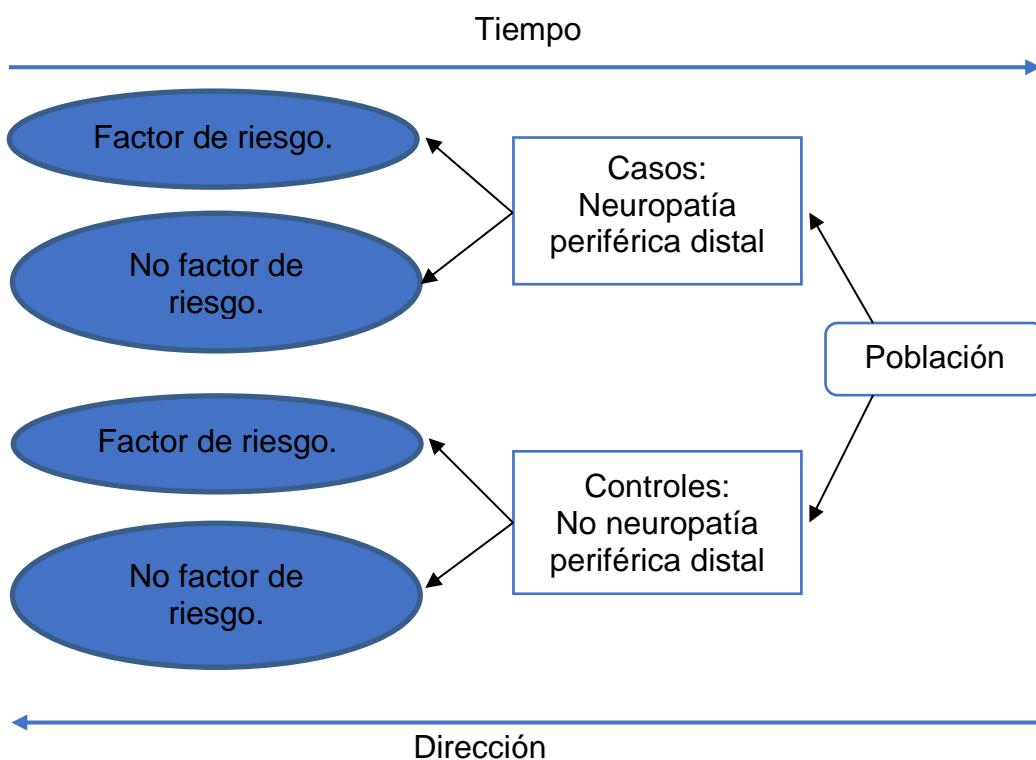 Tiempo
Factor de riesgo.
No factor de
riesgo.
Casos:
Neuropatía
periférica distal
Población
Factor de riesgo.
No factor de
riesgo.
Controles:
No neuropatía
periférica distal
Dirección